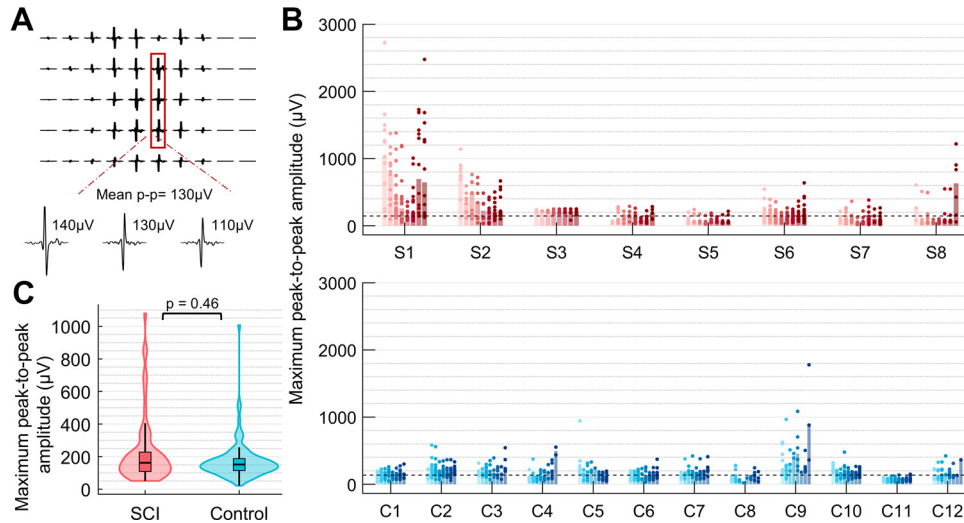 A
Mean p-p= 130µV
140µV 130µV 110µV
B
Maximum peak-to-peak amplitude (µV)
3000
2000
1000
0
S1 S2 S3 S4 S5 S6 S7 S8
3000
2000
1000
0
C1 C2 C3 C4 C5 C6 C7 C8 C9 C10 C11 C12
C
p = 0.46
Maximum peak-to-peak
amplitude (µV)
1000
800
600
400
200
0
SCI Control